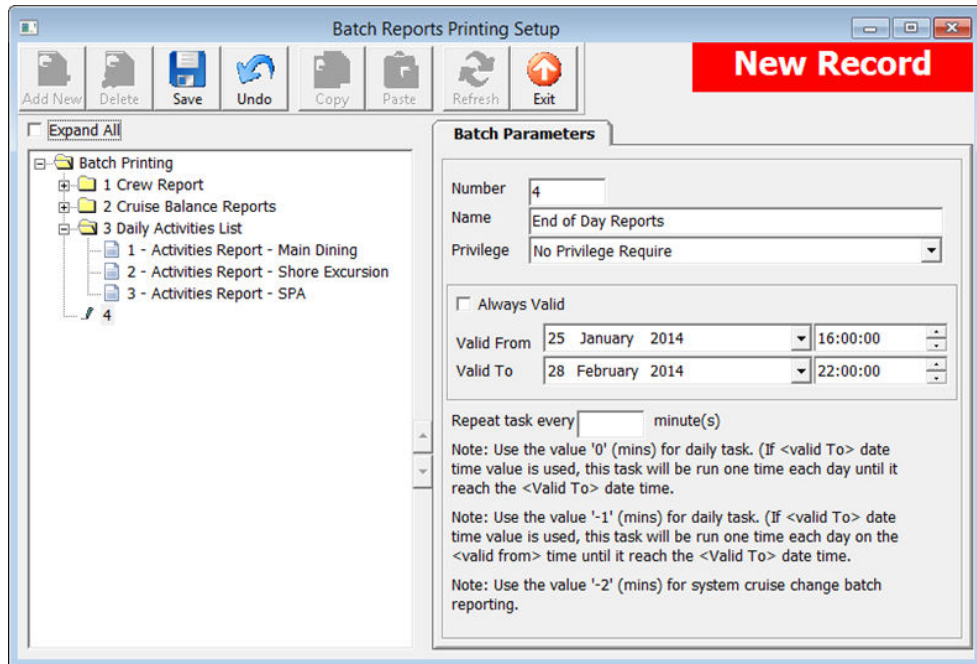 Batch Reports Printing Setup
Add New Delete Save Undo Copy Paste Refresh Exit
New Record
Expand All
Batch Printing
1 Crew Report
2 Cruise Balance Reports
3 Daily Activities List
1 - Activities Report - Main Dining
2 - Activities Report - Shore Excursion
3 - Activities Report - SPA
4
Batch Parameters
Number 4
Name End of Day Reports
Privilege No Privilege Require
Always Valid
Valid From 25 January 2014 16:00:00
Valid To 28 February 2014 22:00:00
Repeat task every minute(s)
Note: Use the value '0' (mins) for daily task. (If <valid To> date
time value is used, this task will be run one time each day until it
reach the <Valid To> date time.
Note: Use the value '-1' (mins) for daily task. (If <valid To> date
time value is used, this task will be run one time each day on the
<valid from> time until it reach the <Valid To> date time.
Note: Use the value '-2' (mins) for system cruise change batch
reporting.